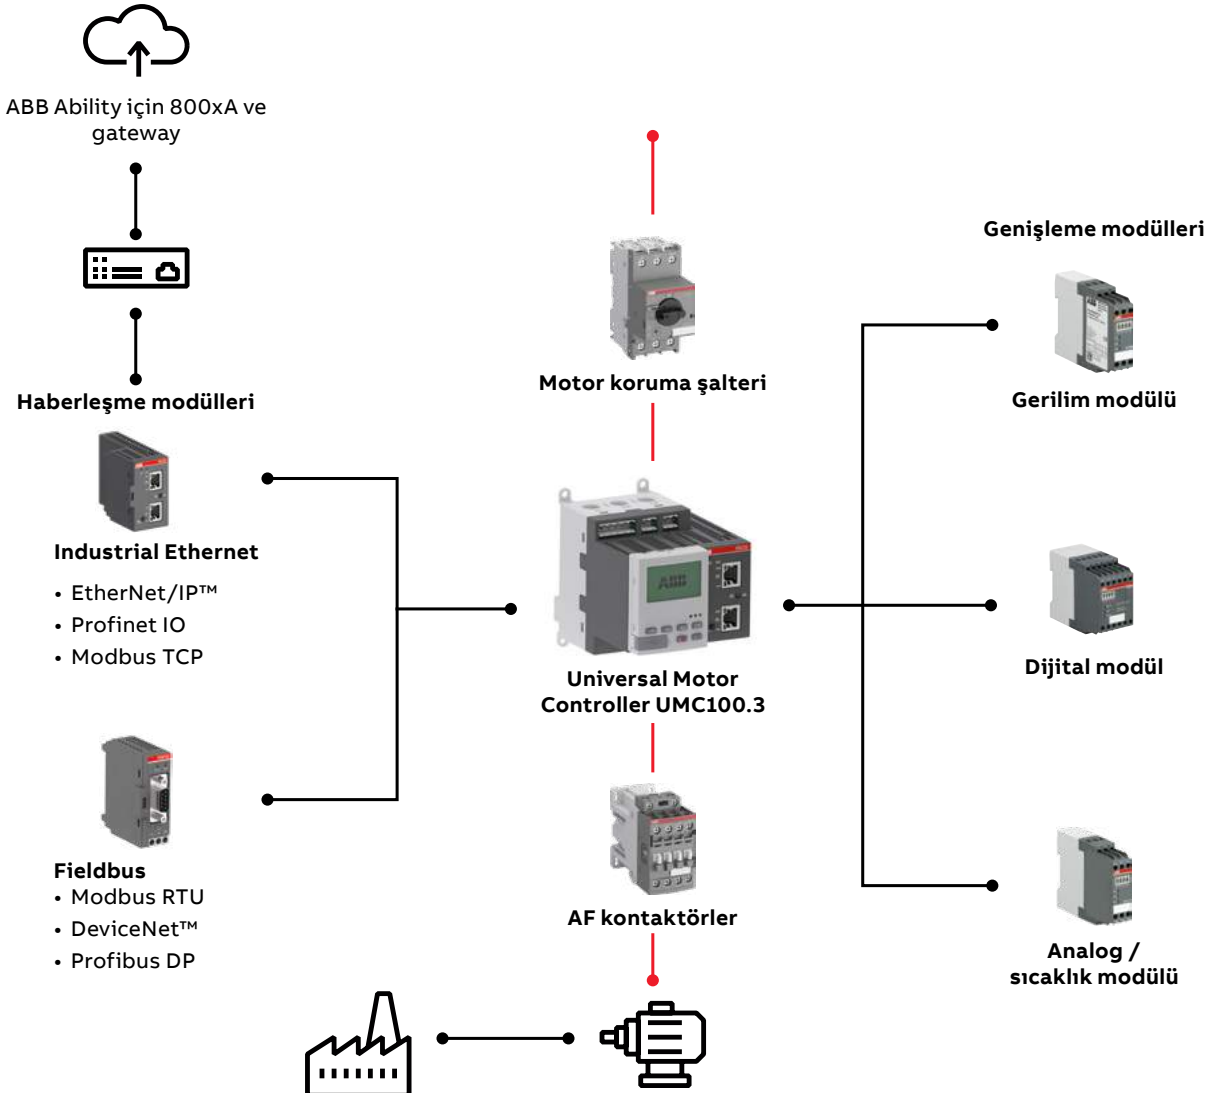 ABB Ability için 800xA ve
gateway
Haberleşme modülleri
Industrial Ethernet
• EtherNet/IP™
• Profinet IO
• Modbus TCP
Fieldbus
• Modbus RTU
• DeviceNet™
• Profibus DP
Motor koruma şalteri
ABB
Universal Motor
Controller UMC100.3
AF kontaktörler
Genişleme modülleri
ABB
Gerilim modülü
Dijital modül
Analog /
sıcaklık modülü